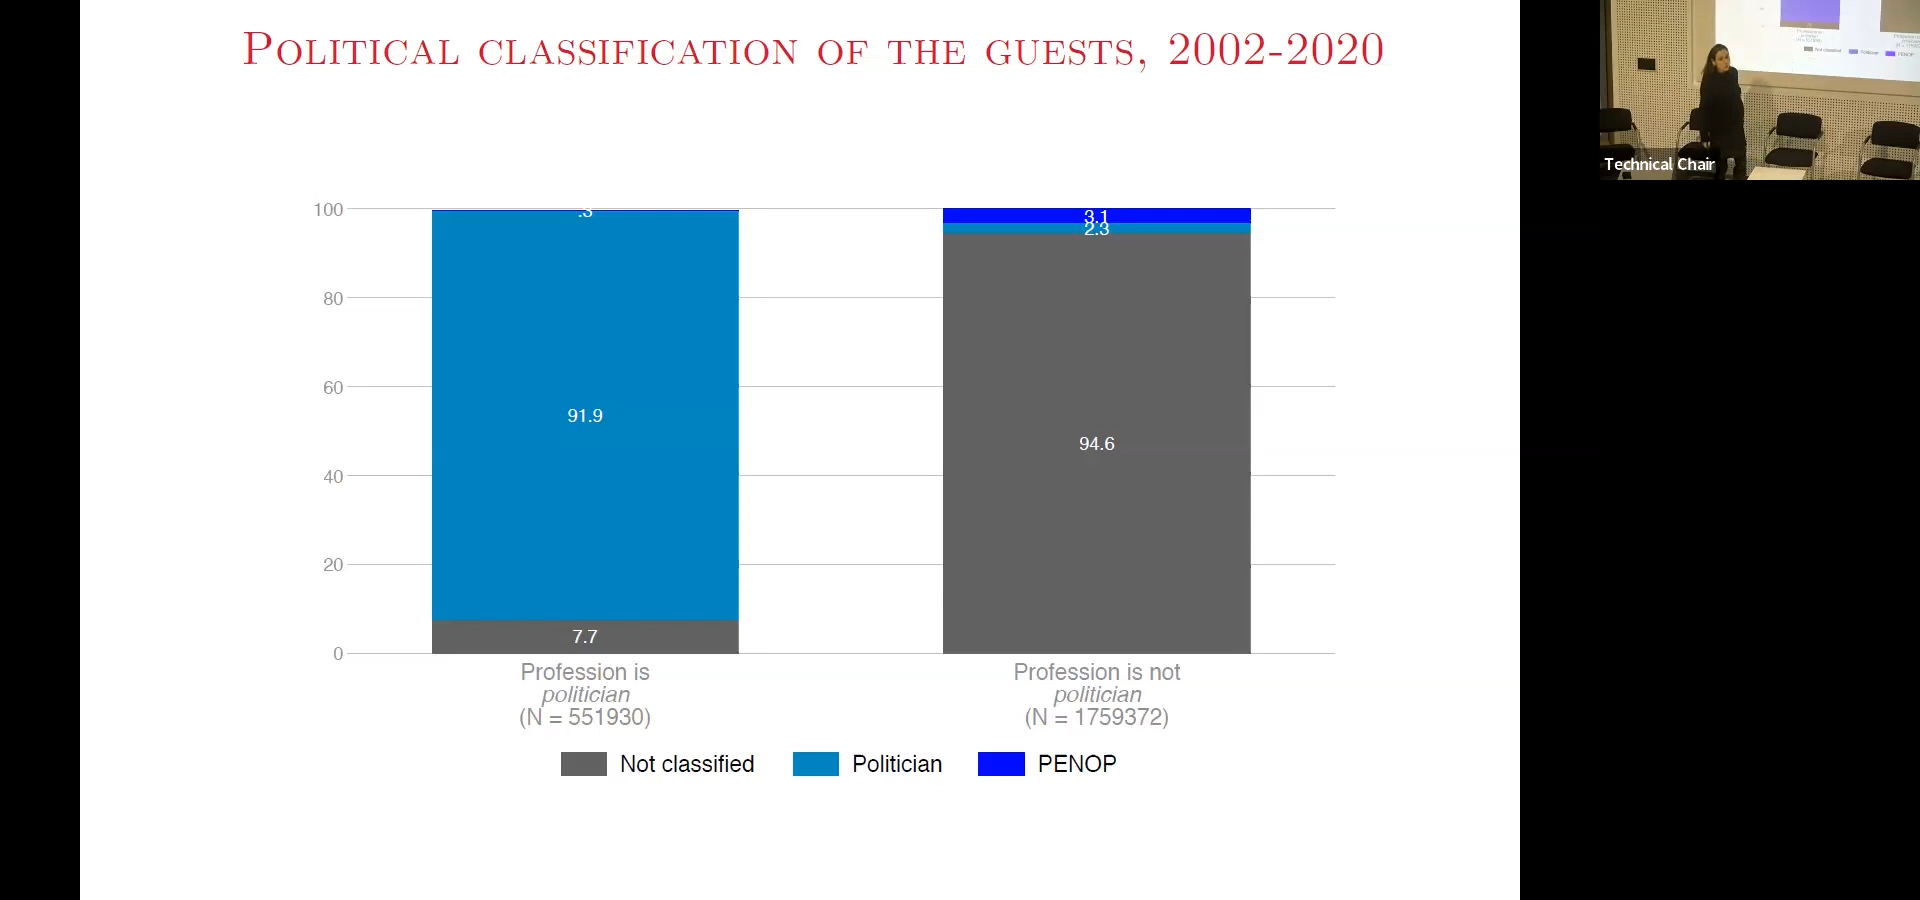 POLITICAL CLASSIFICATION OF THE GUESTS, 2002-2020
Technical Chair
100
80
60
40
20
0
.3
91.9
7.7
3.1
2.3
94.6
Profession is
politician
(N = 551930)
Profession is not
politician
(N = 1759372)
Not classified
Politician
PENOP